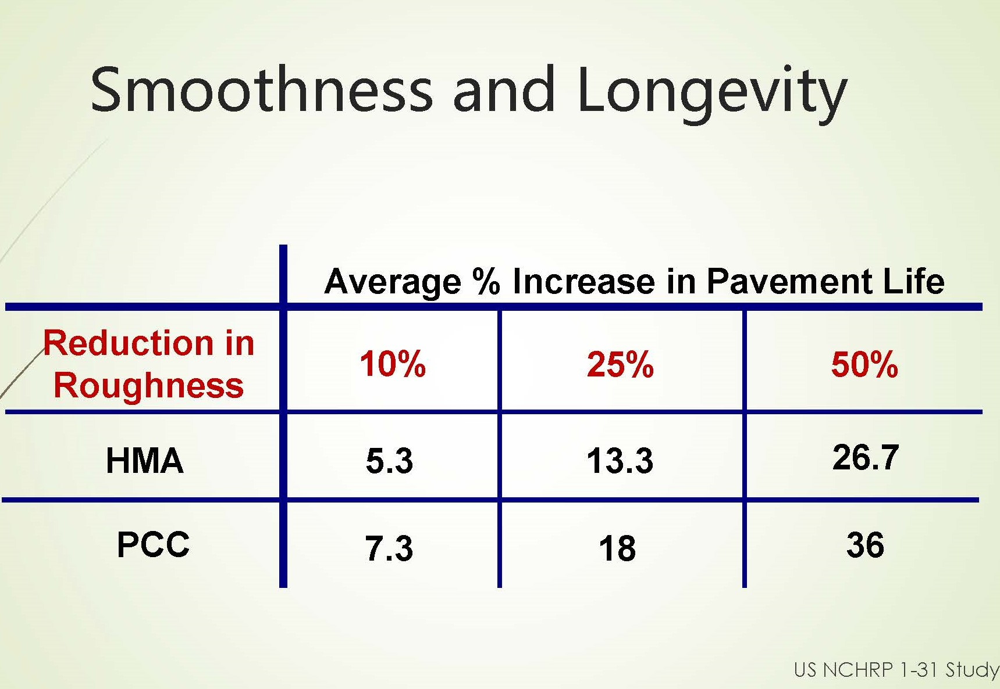 Smoothness and Longevity
Average % Increase in Pavement Life
Reduction in
Roughness
10% 25% 50%
HMA 5.3 13.3 26.7
PCC 7.3 18 36
US NCHRP 1-31 Study